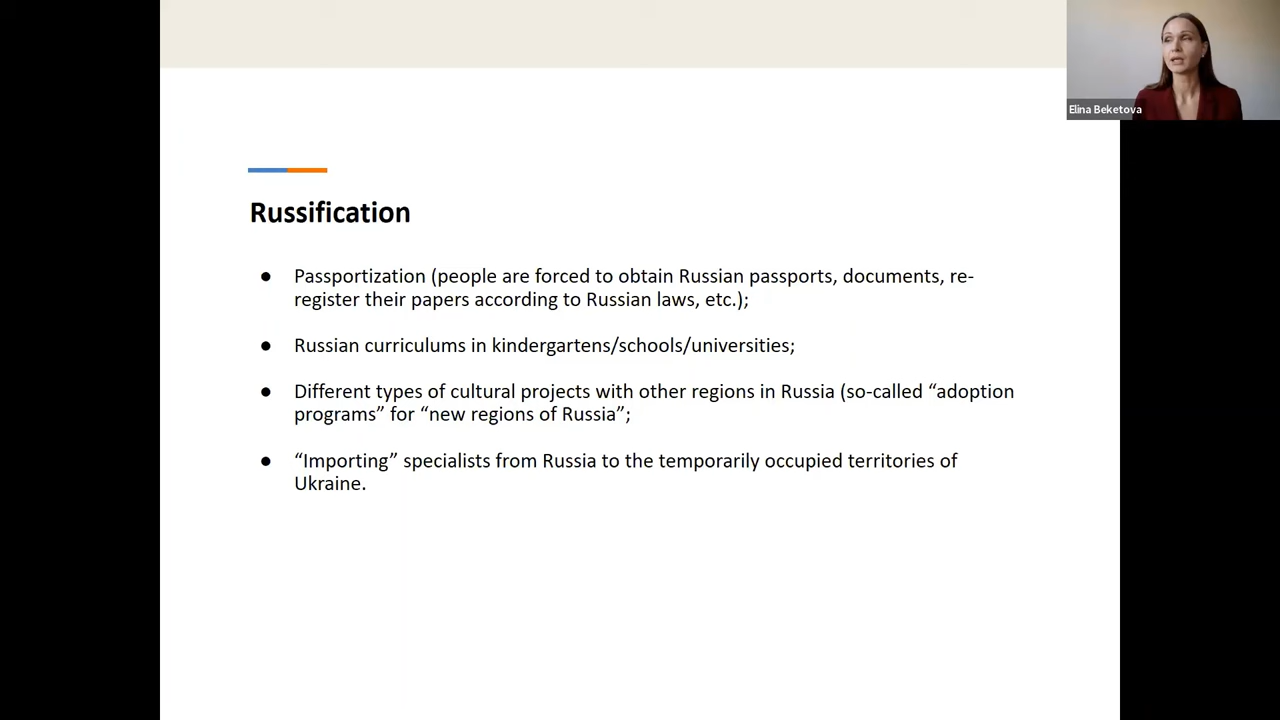 Elina Beketova
Russification
● Passportization (people are forced to obtain Russian passports, documents, re-
register their papers according to Russian laws, etc.);
● Russian curriculums in kindergartens/schools/universities;
● Different types of cultural projects with other regions in Russia (so-called “adoption
programs” for “new regions of Russia”;
● “Importing” specialists from Russia to the temporarily occupied territories of
Ukraine.